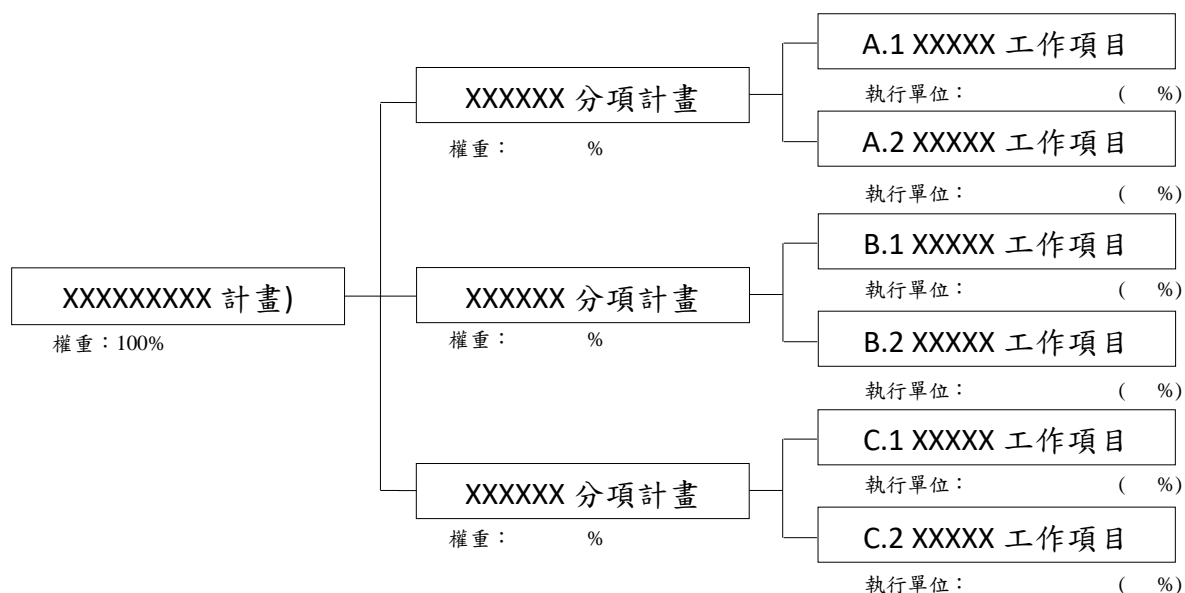 A.1 XXXXX 工作項目
執行單位： ( %)
XXXXXX 分項計畫
權重： %
A.2 XXXXX 工作項目
執行單位： ( %)
B.1 XXXXX 工作項目
執行單位： ( %)
XXXXXXXXX 計畫)
權重：100%
XXXXXX 分項計畫
權重： %
B.2 XXXXX 工作項目
執行單位： ( %)
C.1 XXXXX 工作項目
執行單位： ( %)
XXXXXX 分項計畫
權重： %
C.2 XXXXX 工作項目
執行單位： ( %)